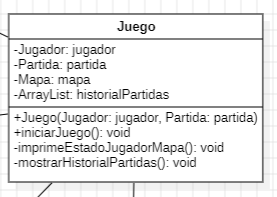 Juego
-Jugador: jugador
-Partida: partida
-Mapa: mapa
-ArrayList: historialPartidas
+Juego(Jugador: jugador, Partida: partida)
+iniciarJuego(): void
-imprimeEstadoJugadorMapa(): void
-mostrarHistorialPartidas(): void